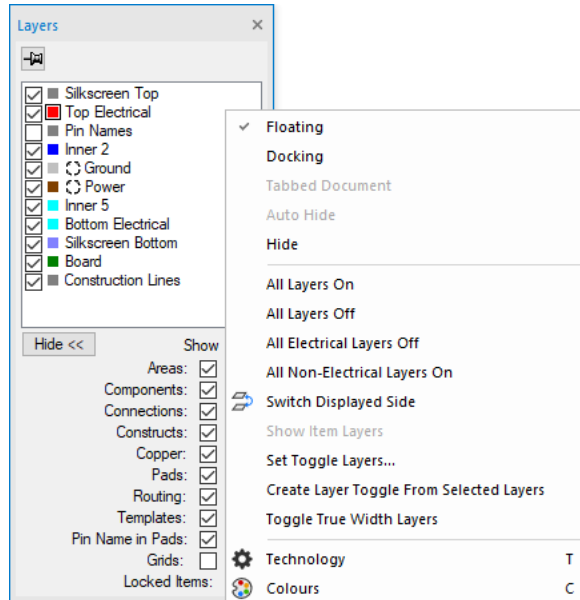 Layers
Silkscreen Top
Top Electrical
Pin Names
Inner 2
Ground
Power
Inner 5
Bottom Electrical
Silkscreen Bottom
Board
Construction Lines
Hide <<
Show
Areas:
Components:
Connections:
Constructs:
Copper:
Pads:
Routing:
Templates:
Pin Name in Pads:
Grids:
Locked Items:
Floating
Docking
Tabbed Document
Auto Hide
Hide
All Layers On
All Layers Off
All Electrical Layers Off
All Non-Electrical Layers On
Switch Displayed Side
Show Item Layers
Set Toggle Layers...
Create Layer Toggle From Selected Layers
Toggle True Width Layers
Technology T
Colours C